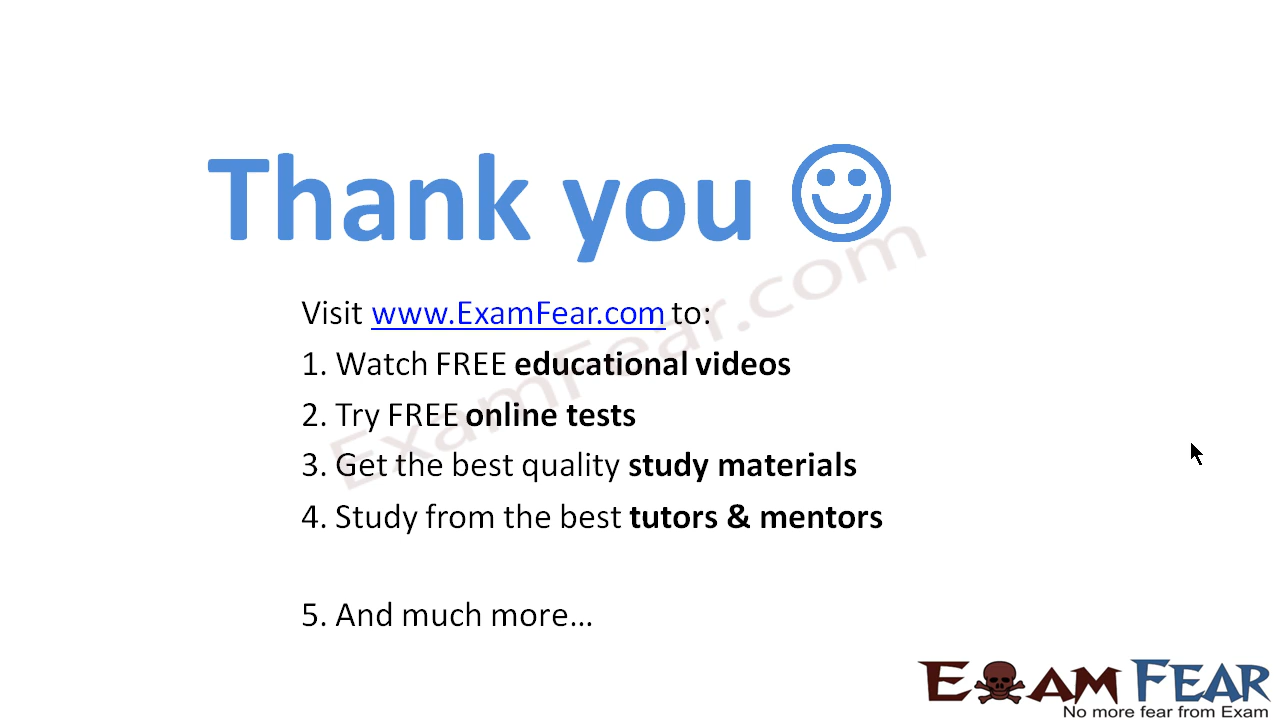 Thank you
Visit www.ExamFear.com to:
1. Watch FREE educational videos
2. Try FREE online tests
3. Get the best quality study materials
4. Study from the best tutors & mentors
5. And much more...
ExamFear.com
EXAM FEAR
No more fear from Exam